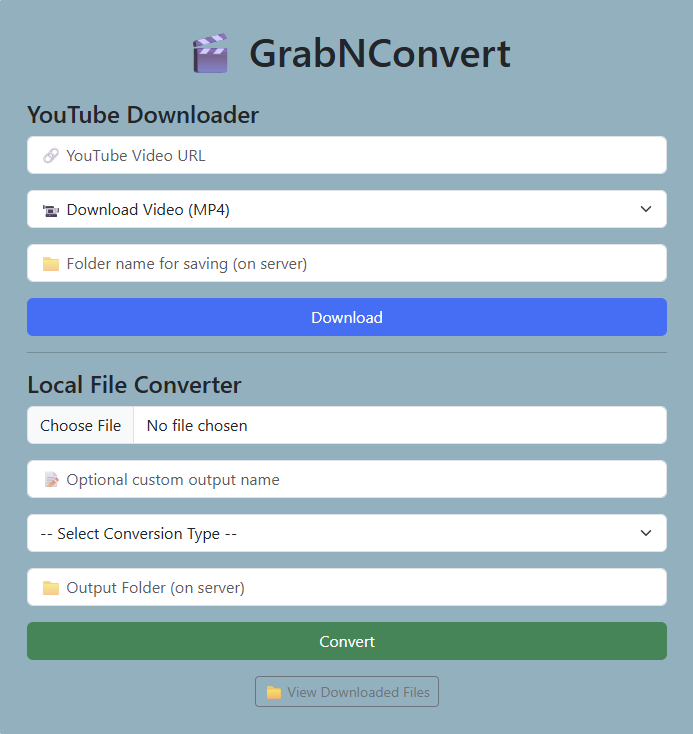 GrabNConvert
YouTube Downloader
YouTube Video URL
Download Video (MP4)
Folder name for saving (on server)
Download
Local File Converter
Choose File No file chosen
Optional custom output name
-- Select Conversion Type --
Output Folder (on server)
Convert
View Downloaded Files